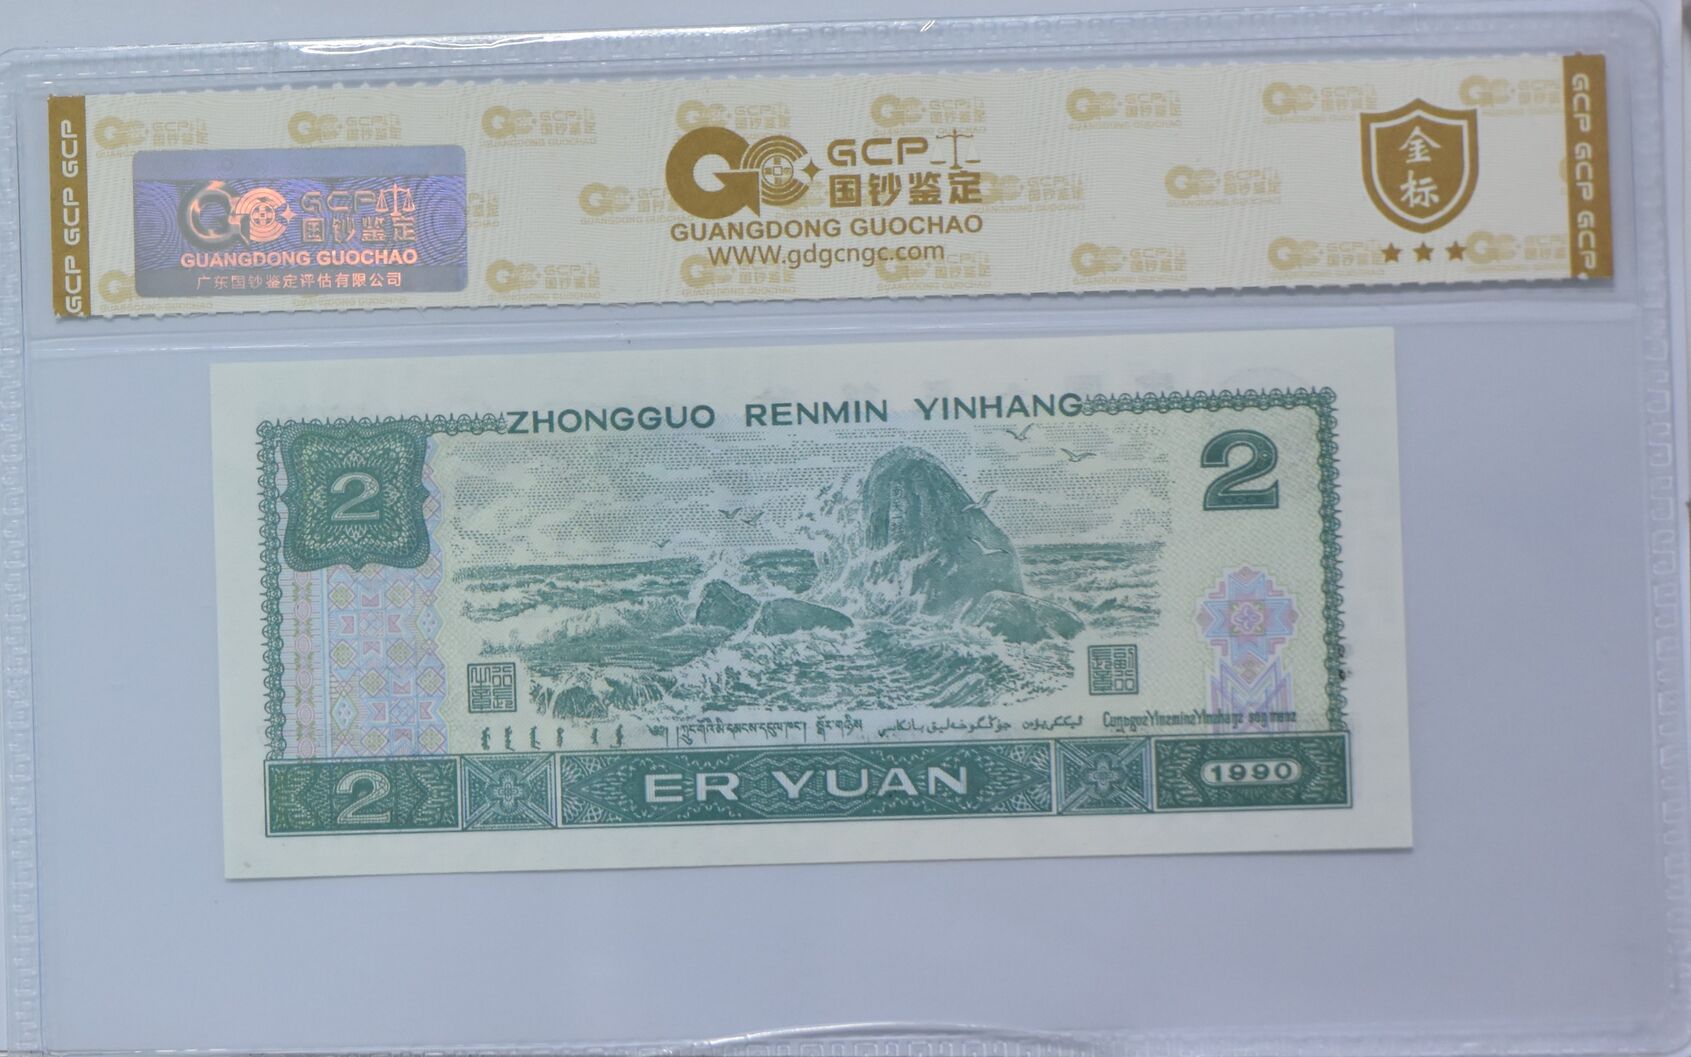 GCP GCP GCP
GCP
国钞鉴定
GUANGDONG GUOCHAO
广东国钞鉴定评估有限公司
GCP
国钞鉴定
GUANGDONG GUOCHAO
WWW.gdgcngc.com
金
标
GCP GCP GCP
ZHONGGUO RENMIN YINHANG
2
2
2
ER YUAN
1990